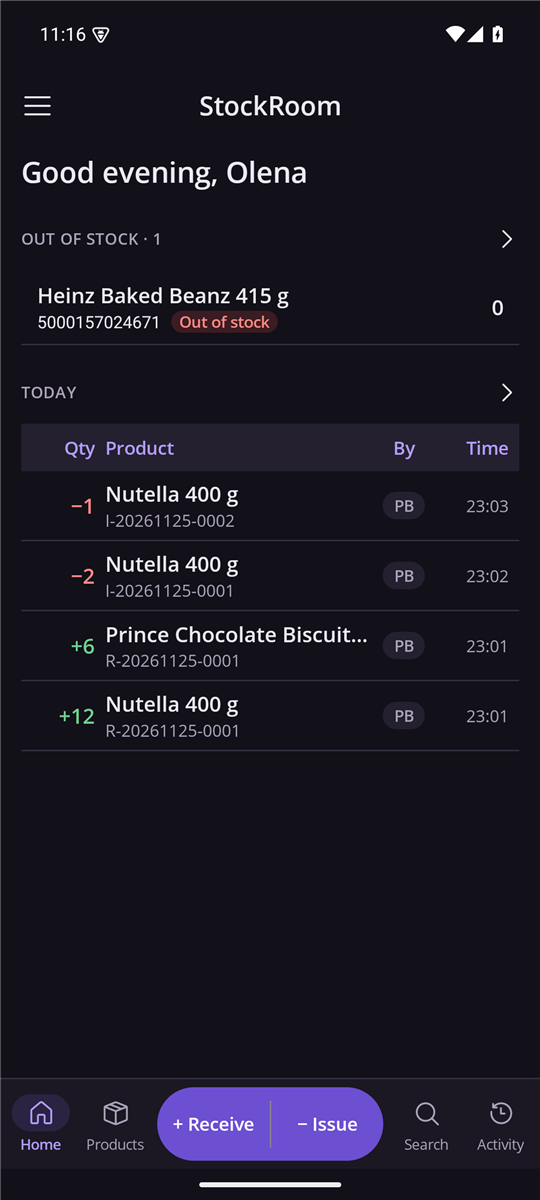 11:16
StockRoom
Good evening, Olena
OUT OF STOCK · 1
Heinz Baked Beanz 415 g
5000157024671 Out of stock
0
TODAY
Qty Product By Time
−1 Nutella 400 g PB 23:03
I-20261125-0002
−2 Nutella 400 g PB 23:02
I-20261125-0001
+6 Prince Chocolate Biscuit... PB 23:01
R-20261125-0001
+12 Nutella 400 g PB 23:01
R-20261125-0001
+ Receive − Issue
Home Products Search Activity